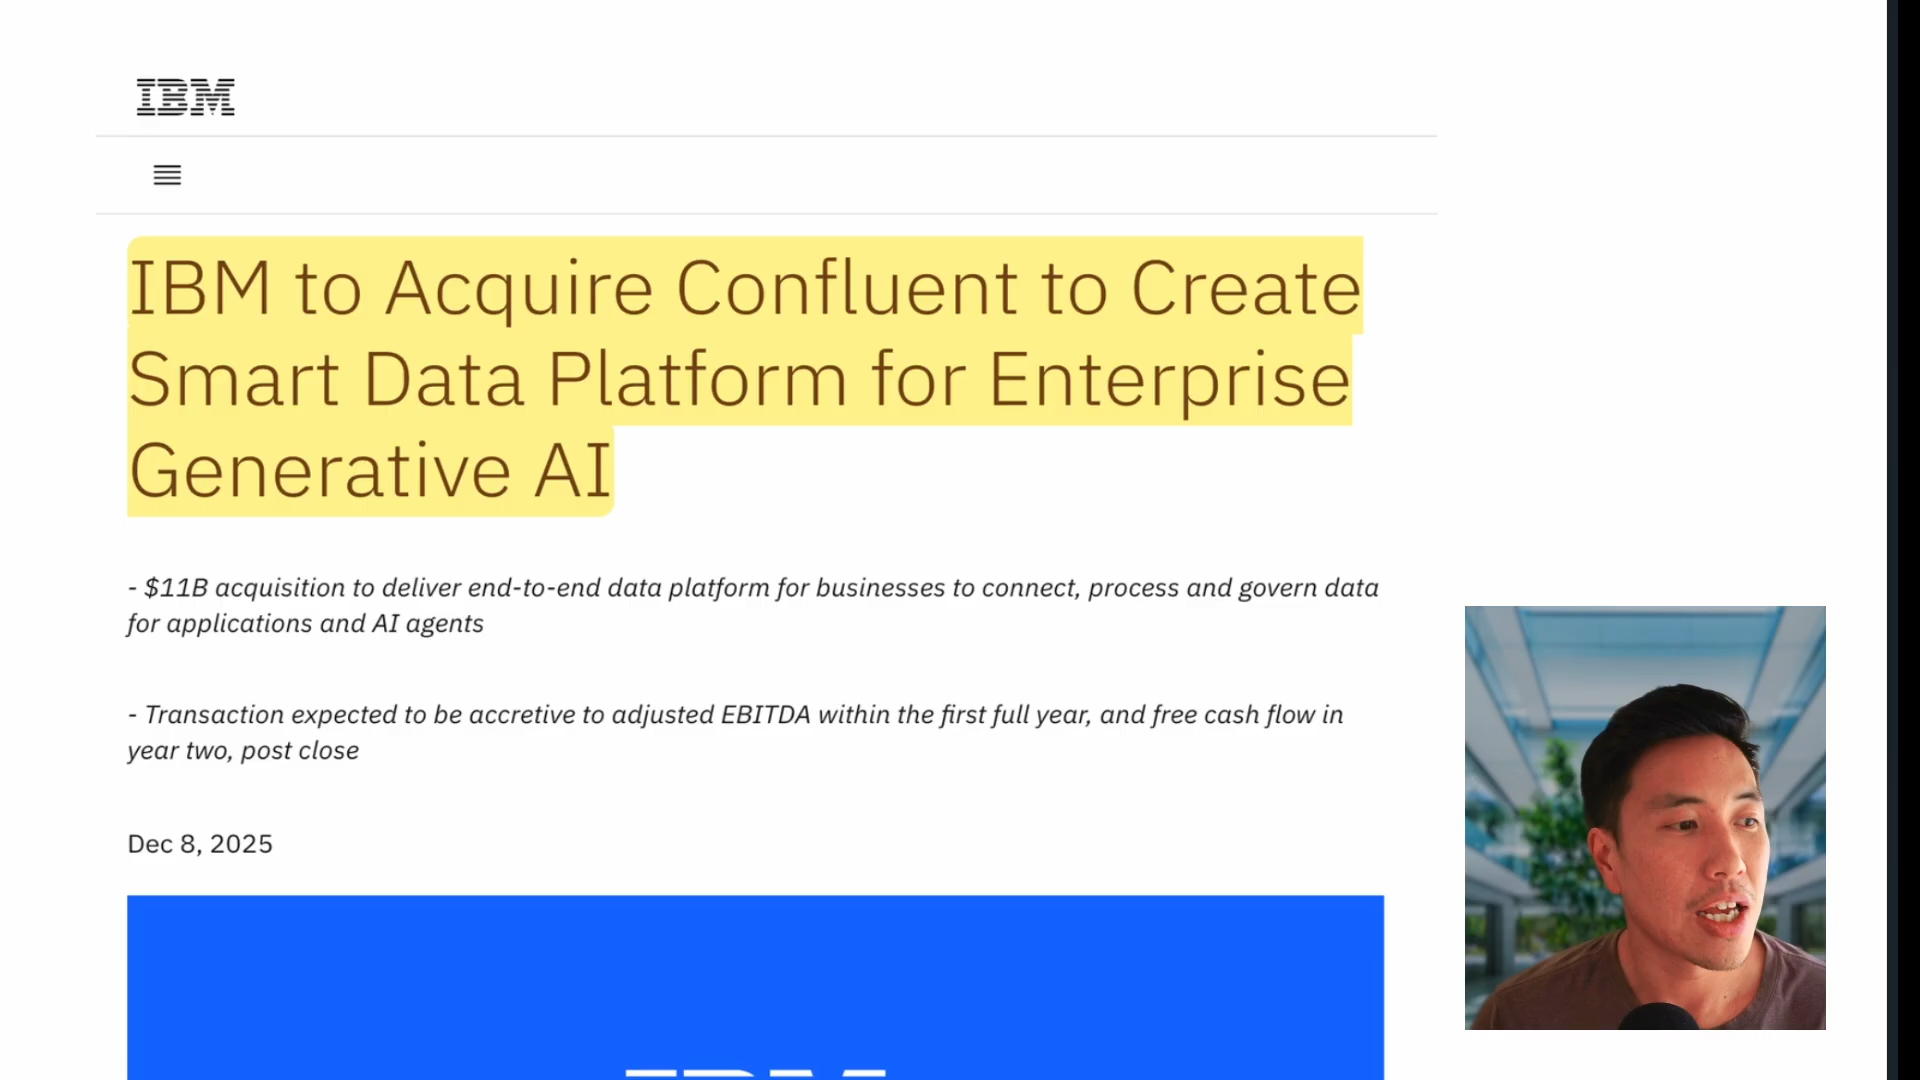 IBM
IBM to Acquire Confluent to Create
Smart Data Platform for Enterprise
Generative AI
- $11B acquisition to deliver end-to-end data platform for businesses to connect, process and govern data
for applications and AI agents
- Transaction expected to be accretive to adjusted EBITDA within the first full year, and free cash flow in
year two, post close
Dec 8, 2025